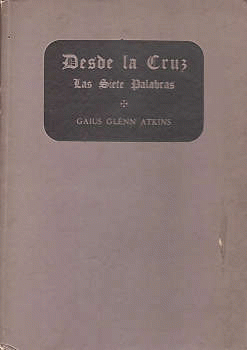 Desde la Cruz
Las Siete Palabras
GAIUS GLENN ATKINS